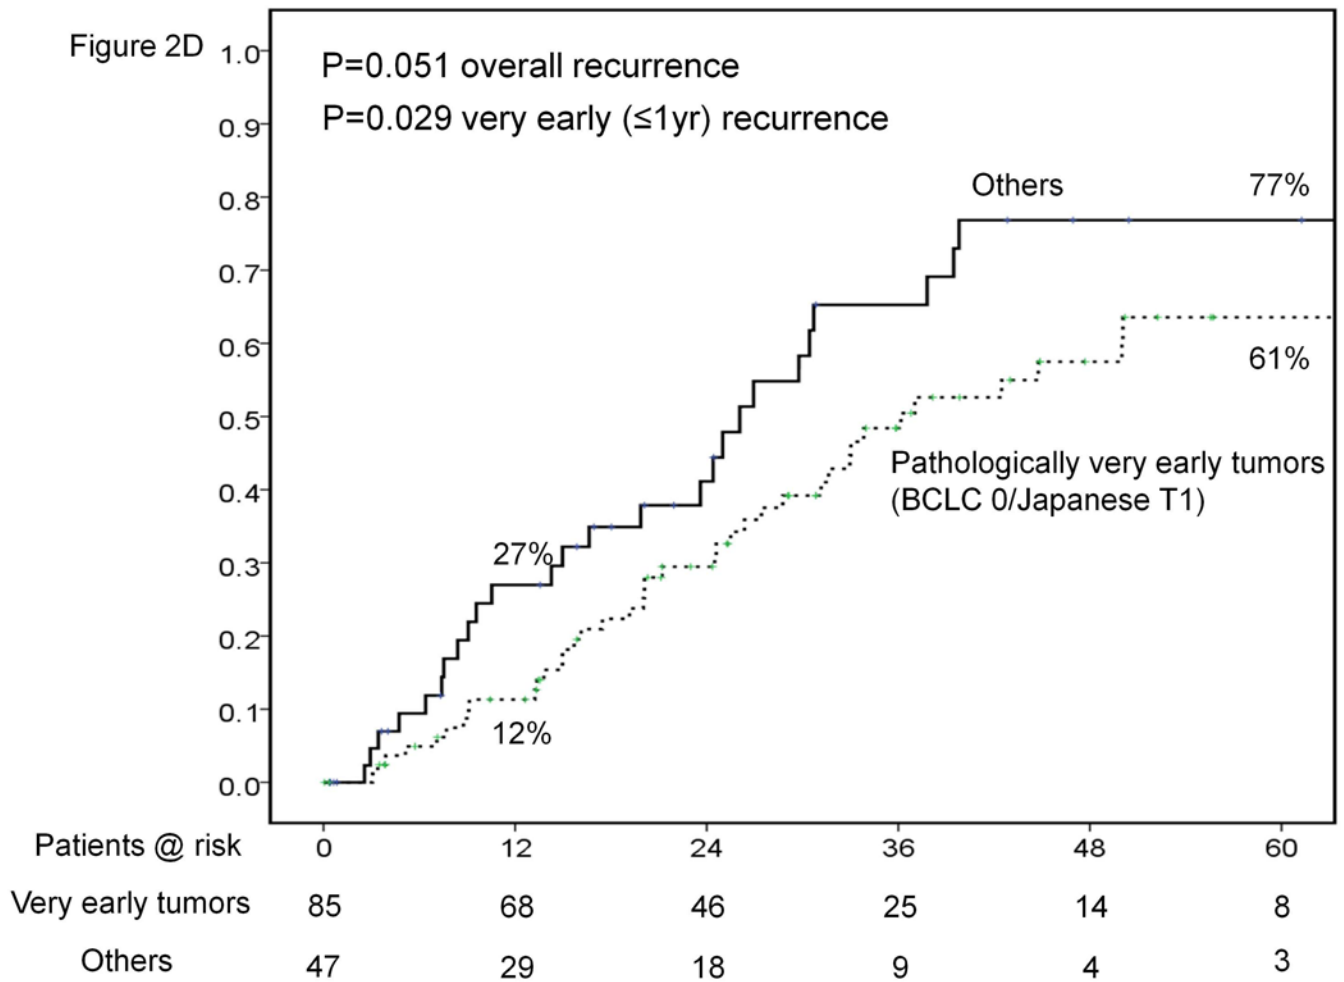 Figure 2D
P=0.051 overall recurrence
P=0.029 very early (≤1yr) recurrence
1.0
0.9
0.8
0.7
0.6
0.5
0.4
0.3
0.2
0.1
0.0
Others
77%
61%
Pathologically very early tumors
(BCLC 0/Japanese T1)
27%
12%
Patients @ risk 0 12 24 36 48 60
Very early tumors 85 68 46 25 14 8
Others 47 29 18 9 4 3